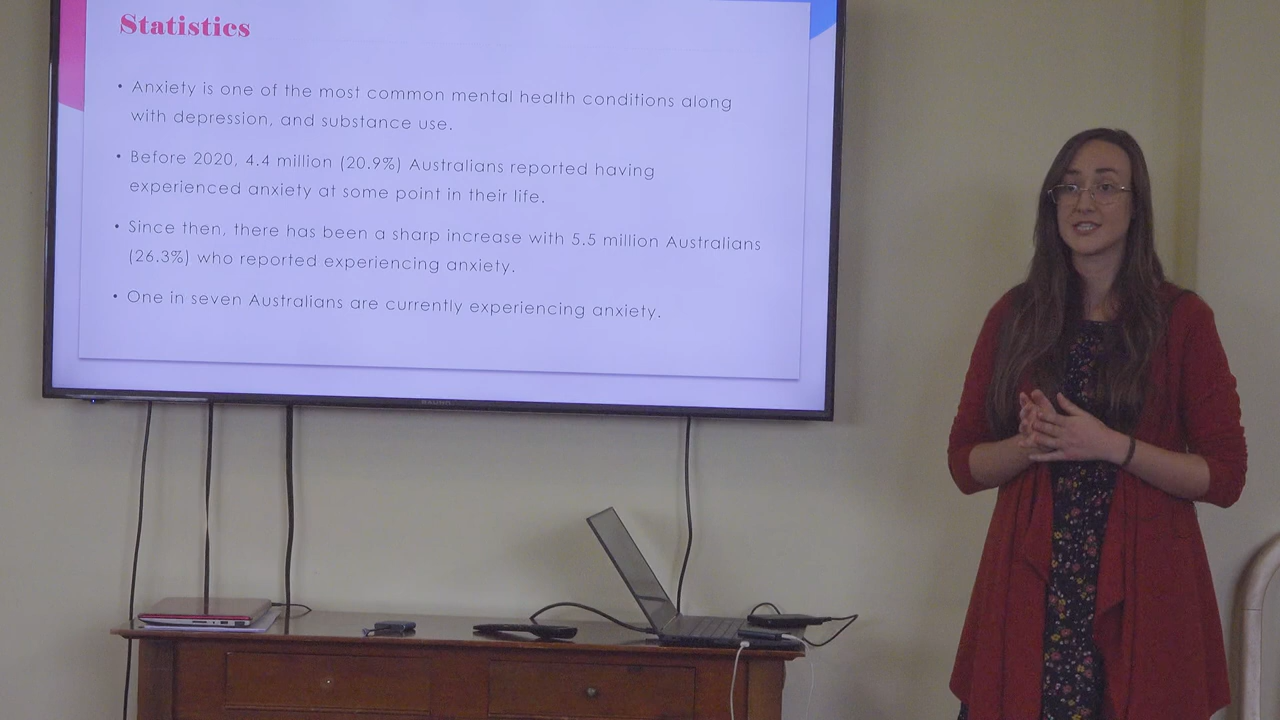 Statistics
• Anxiety is one of the most common mental health conditions along
with depression, and substance use.
• Before 2020, 4.4 million (20.9%) Australians reported having
experienced anxiety at some point in their life.
• Since then, there has been a sharp increase with 5.5 million Australians
(26.3%) who reported experiencing anxiety.
• One in seven Australians are currently experiencing anxiety.